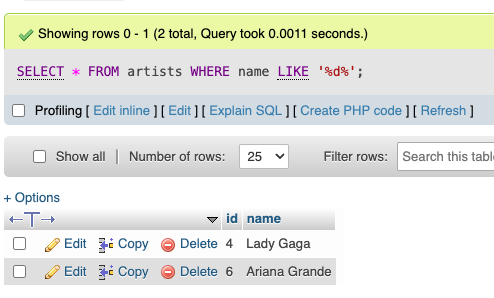 Showing rows 0 - 1 (2 total, Query took 0.0011 seconds.)
SELECT * FROM artists WHERE name LIKE '%d%';
Profiling [ Edit inline ] [ Edit ] [ Explain SQL ] [ Create PHP code ] [ Refresh ]
Show all | Number of rows: 25 Filter rows: Search this
+ Options
←T→ id name
Edit Copy Delete 4 Lady Gaga
Edit Copy Delete 6 Ariana Grande